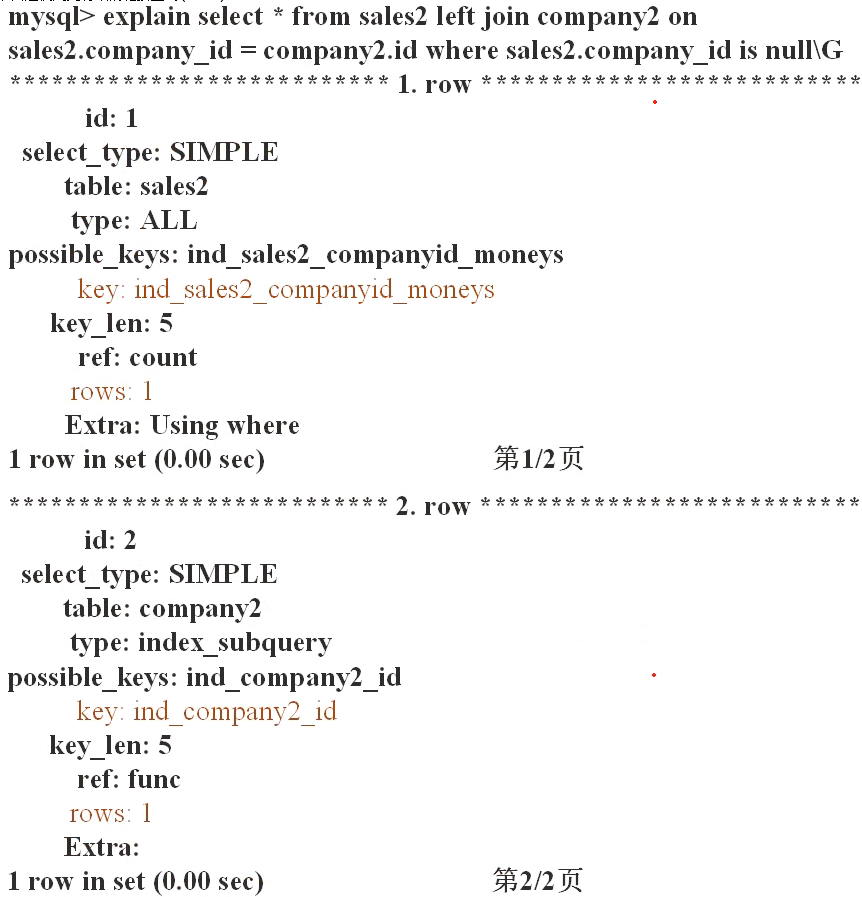 mysql> explain select * from sales2 left join company2 on
sales2.company_id = company2.id where sales2.company_id is null\G
*************************** 1. row ***************************
id: 1
select_type: SIMPLE
table: sales2
type: ALL
possible_keys: ind_sales2_companyid_moneys
key: ind_sales2_companyid_moneys
key_len: 5
ref: count
rows: 1
Extra: Using where
1 row in set (0.00 sec) 第1/2页
*************************** 2. row ***************************
id: 2
select_type: SIMPLE
table: company2
type: index_subquery
possible_keys: ind_company2_id
key: ind_company2_id
key_len: 5
ref: func
rows: 1
Extra:
1 row in set (0.00 sec) 第2/2页